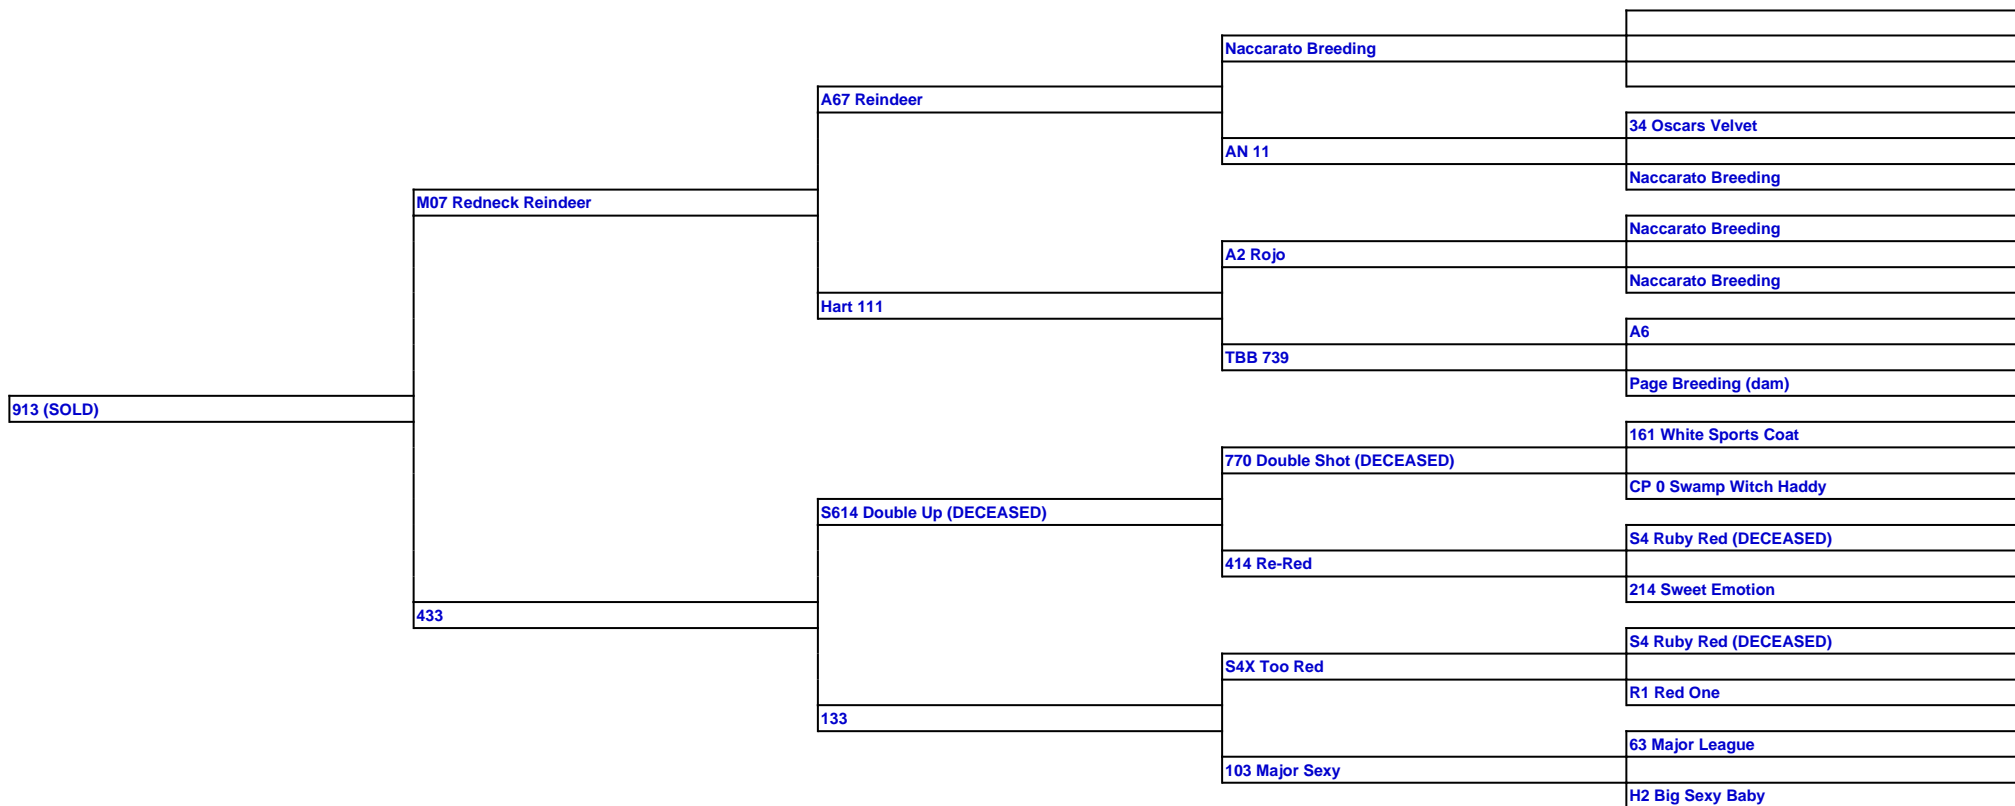 Naccarato Breeding
A67 Reindeer
34 Oscars Velvet
AN 11
Naccarato Breeding
M07 Redneck Reindeer
Naccarato Breeding
A2 Rojo
Naccarato Breeding
Hart 111
A6
TBB 739
Page Breeding (dam)
913 (SOLD)
161 White Sports Coat
770 Double Shot (DECEASED)
CP 0 Swamp Witch Haddy
S614 Double Up (DECEASED)
S4 Ruby Red (DECEASED)
414 Re-Red
214 Sweet Emotion
433
S4 Ruby Red (DECEASED)
S4X Too Red
R1 Red One
133
63 Major League
103 Major Sexy
H2 Big Sexy Baby